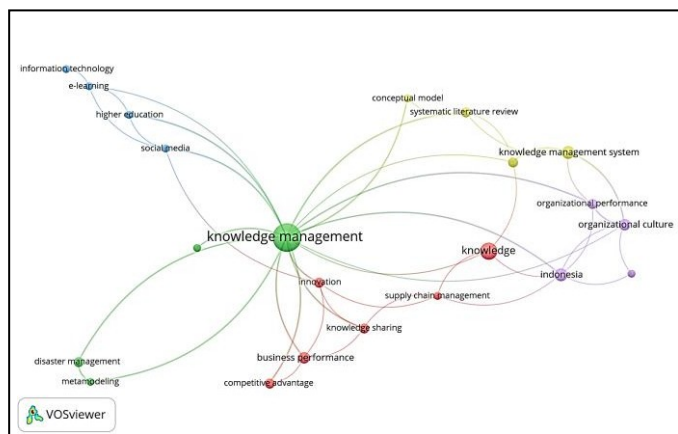 information technology
e-learning
higher education
social media
conceptual model
systematic literature review
knowledge management system
organizational performance
organizational culture
knowledge management
knowledge
indonesia
innovation
supply chain management
knowledge sharing
business performance
disaster management
metamodeling
competitive advantage
VOSviewer